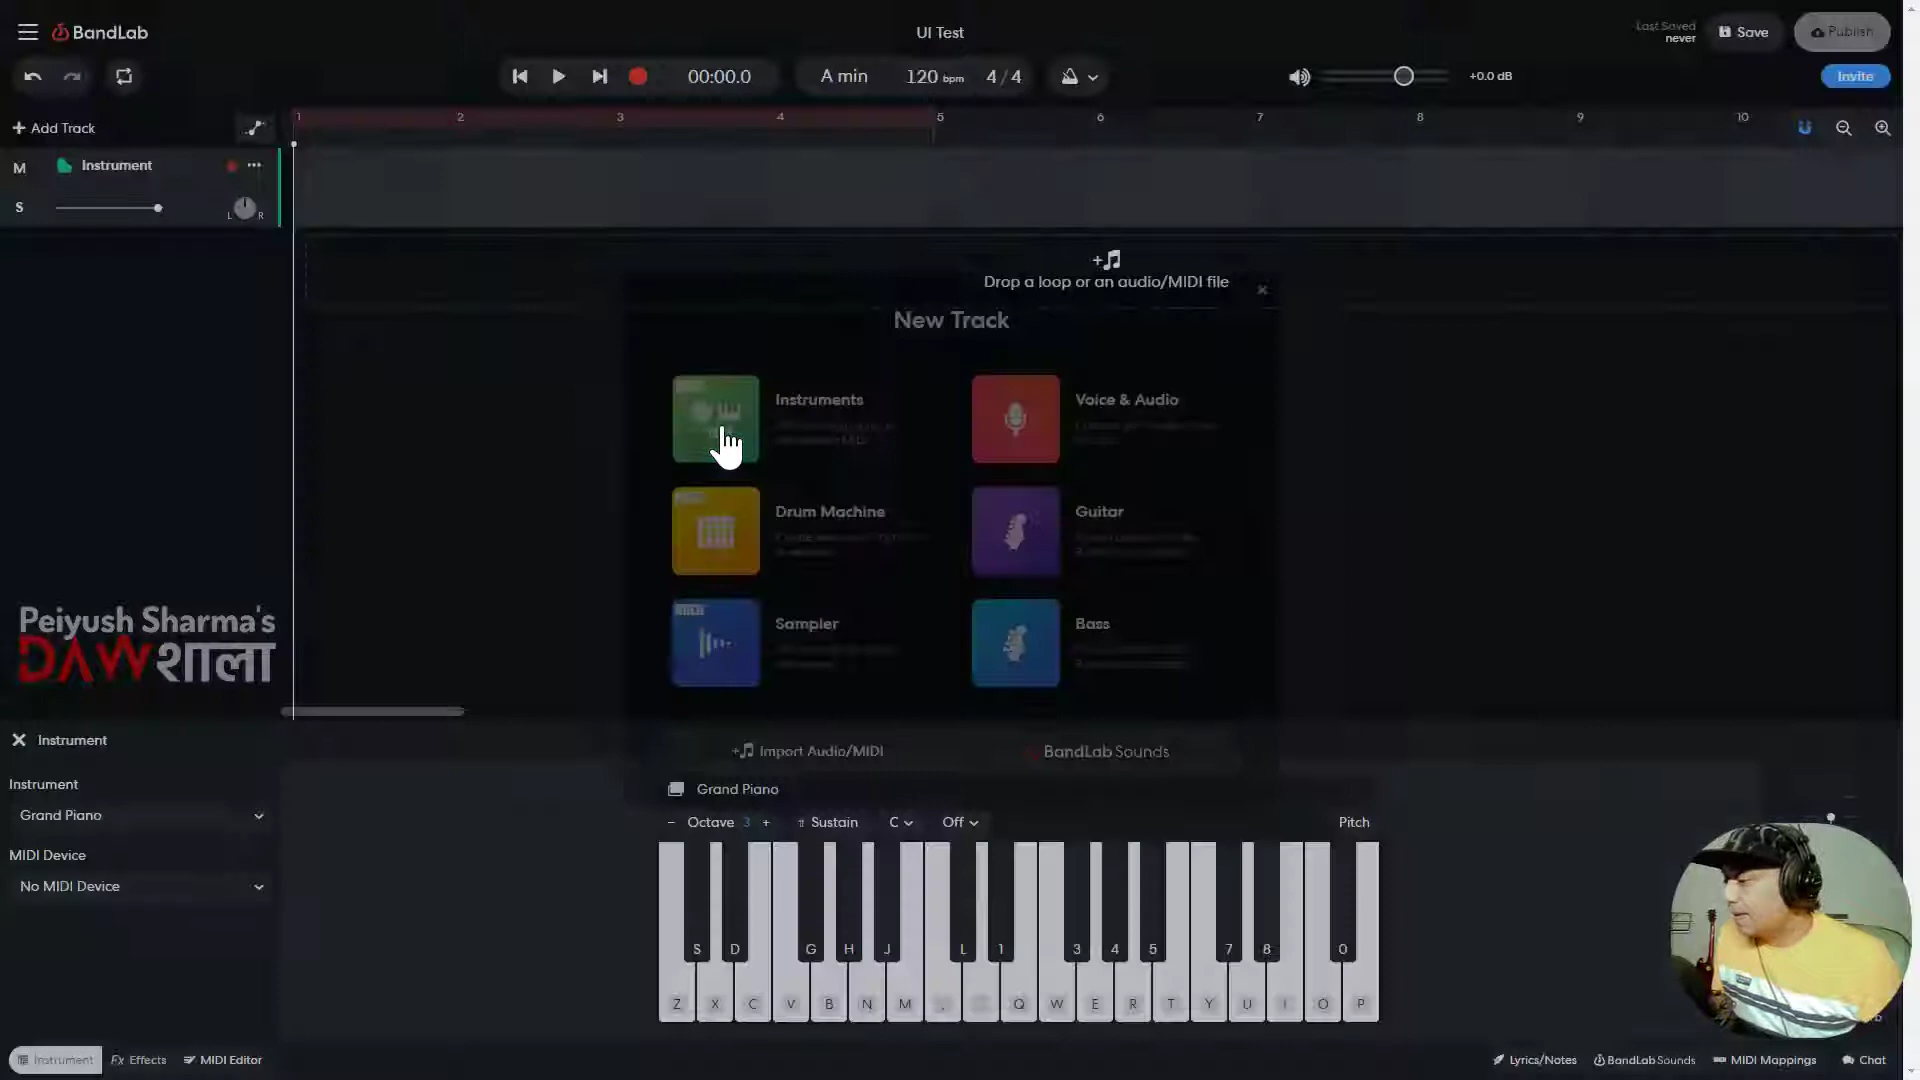 BandLab
UI Test
Last Saved
never
Save
Publish
00:00.0
A min
120 bpm
4 / 4
+0.0 dB
Invite
+ Add Track
1 2 3 4 5 6 7 8 9 10
M
Instrument
S
L R
Drop a loop or an audio/MIDI file
New Track
Instruments
Voice & Audio
Drum Machine
Guitar
Sampler
Bass
Peiyush Sharma's
DAWशाला
Import Audio/MIDI
BandLab Sounds
Instrument
Instrument
Grand Piano
MIDI Device
No MIDI Device
Grand Piano
− Octave 3 +
Sustain
C
Off
Pitch
S D G H J L 1 3 4 5 7 8 0
Z X C V B N M , Q W E R T Y U I O P
Instrument
Fx Effects
MIDI Editor
Lyrics/Notes
BandLab Sounds
MIDI Mappings
Chat